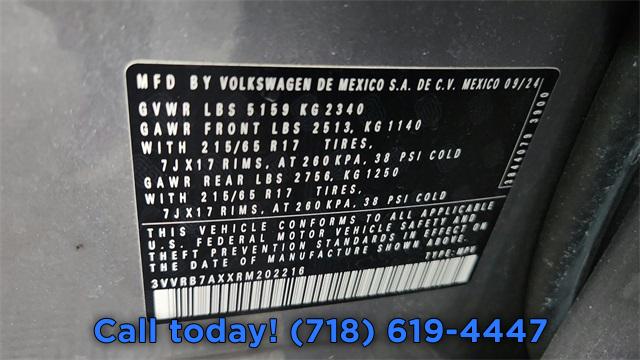 MFD BY VOLKSWAGEN DE MEXICO S.A. DE C.V. MEXICO 09/24
GVWR LBS 5159 KG 2340
GAWR FRONT LBS 2513, KG 1140
WITH 215/65 R17 TIRES,
7JX17 RIMS, AT 260 KPA, 38 PSI COLD
GAWR REAR LBS 2756, KG 1250
WITH 215/65 R17 TIRES,
7JX17 RIMS, AT 260 KPA, 38 PSI COLD
THIS VEHICLE CONFORMS TO ALL APPLICABLE
U.S. FEDERAL MOTOR VEHICLE SAFETY AND
THEFT PREVENTION STANDARDS IN EFFECT ON
THE DATE OF MANUFACTURE SHOWN ABOVE.
3VVRB7AXXRM202216 TYPE: MPV
Call today! (718) 619-4447